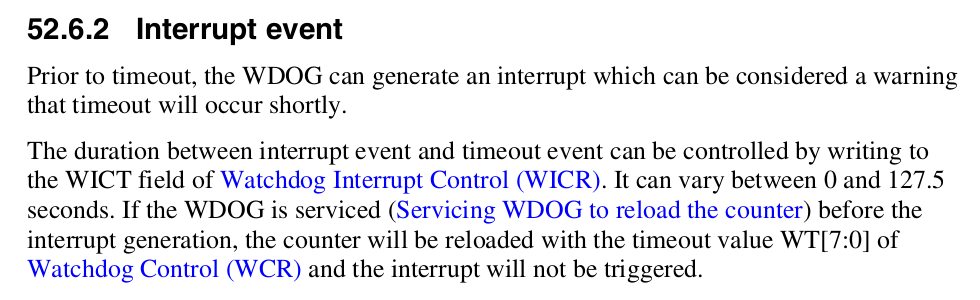 52.6.2 Interrupt event
Prior to timeout, the WDOG can generate an interrupt which can be considered a warning
that timeout will occur shortly.
The duration between interrupt event and timeout event can be controlled by writing to
the WICT field of Watchdog Interrupt Control (WICR). It can vary between 0 and 127.5
seconds. If the WDOG is serviced (Servicing WDOG to reload the counter) before the
interrupt generation, the counter will be reloaded with the timeout value WT[7:0] of
Watchdog Control (WCR) and the interrupt will not be triggered.